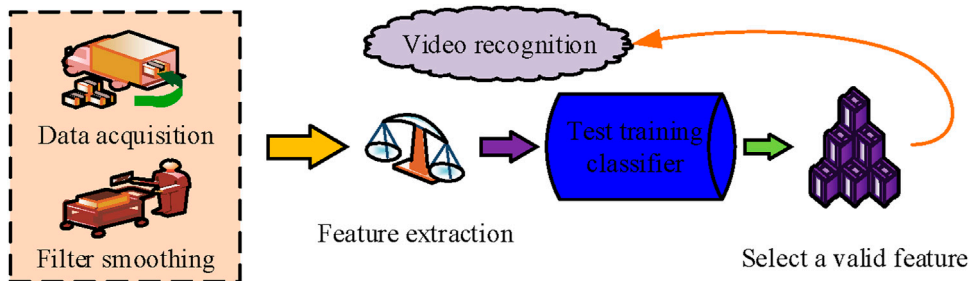 Video recognition
Data acquisition
Test training
classifier
Filter smoothing
Feature extraction
Select a valid feature